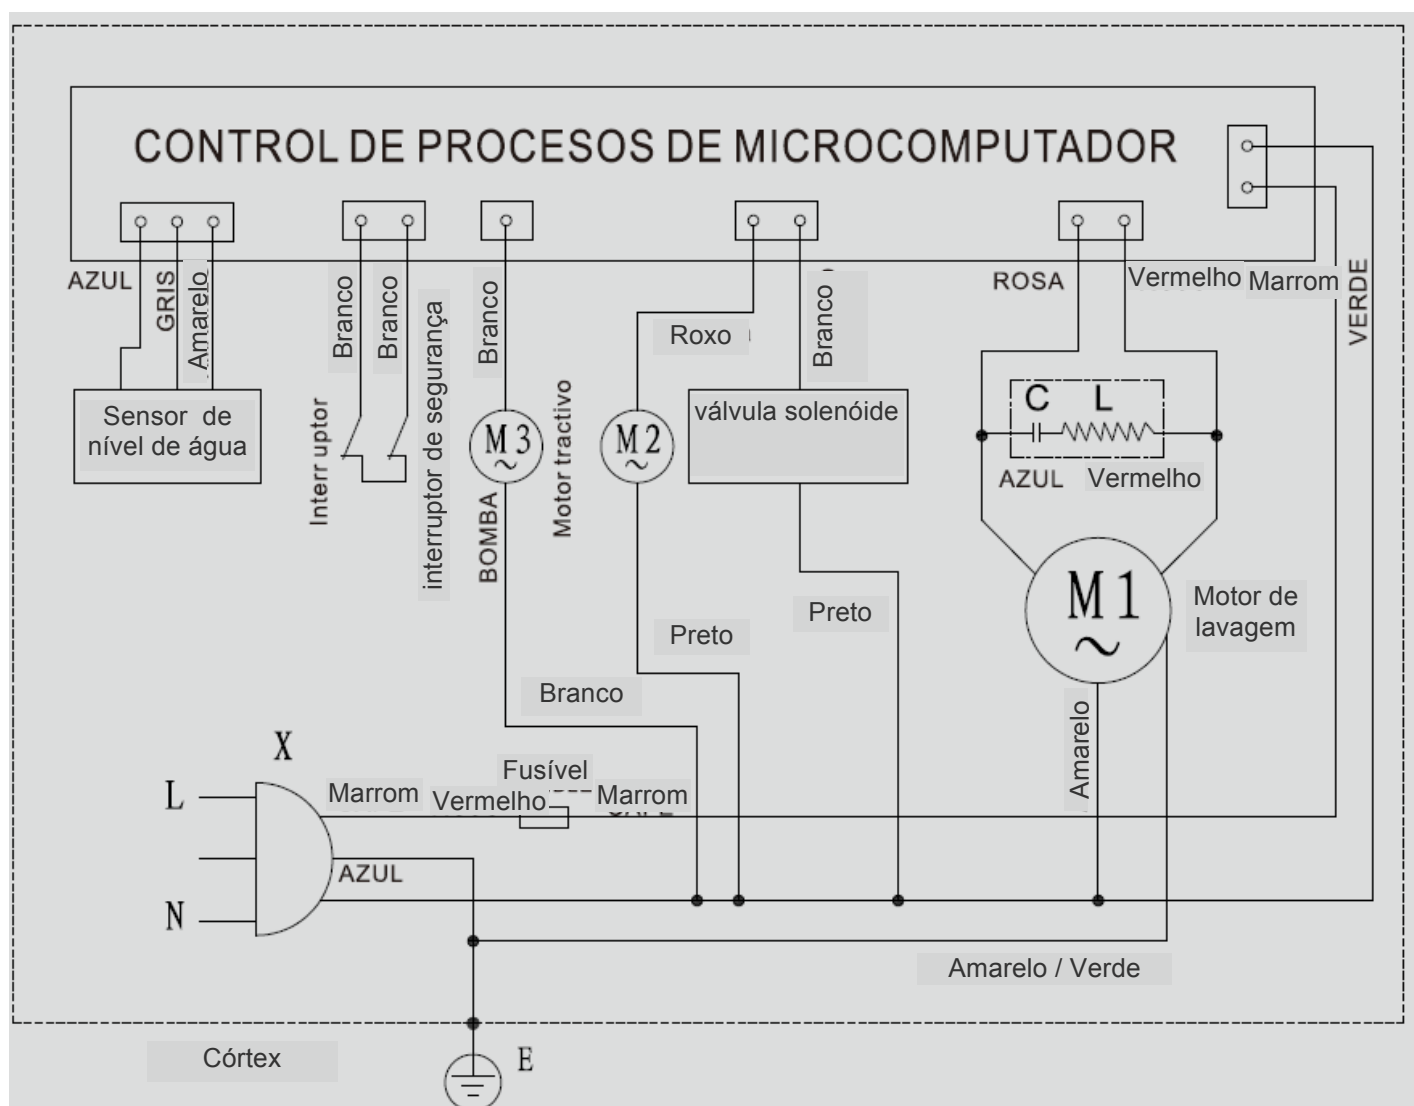 CONTROL DE PROCESOS DE MICROCOMPUTADOR
AZUL
GRIS
Amarelo
Branco
Branco
Branco
Roxo
Branco
ROSA
Vermelho
Marrom
VERDE
Sensor de
nível de água
Interr uptor
interruptor de segurança
M3
~
BOMBA
Motor tractivo
M2
~
válvula solenóide
C
L
AZUL
Vermelho
M1
~
Motor de
lavagem
Preto
Preto
Branco
Amarelo
X
L
N
Marrom
Vermelho
Fusível
Marrom
AZUL
Amarelo / Verde
Córtex
E